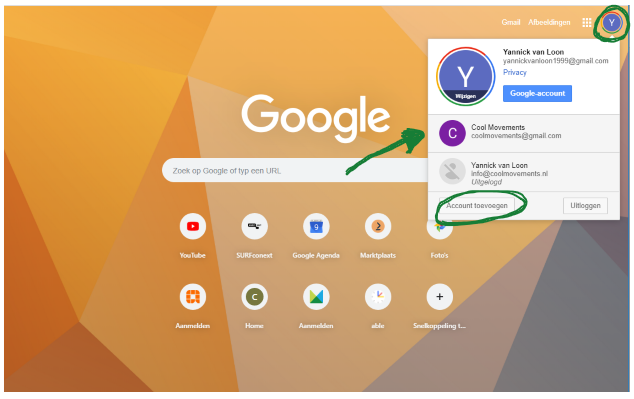 Gmail Afbeeldingen Y
Yannick van Loon
yannickvanloon1999@gmail.com
Privacy
Google-account
Y
Wijzigen
Google
Cool Movements
coolmovements@gmail.com
C
Zoek op Google of typ een URL
Yannick van Loon
info@coolmovements.nl
Uitgelogd
Account toevoegen
Uitloggen
9
2
YouTube
SURFconext
Google Agenda
Marktplaats
Foto's
C
+
Aanmelden
Home
Aanmelden
able
Snelkoppeling t...